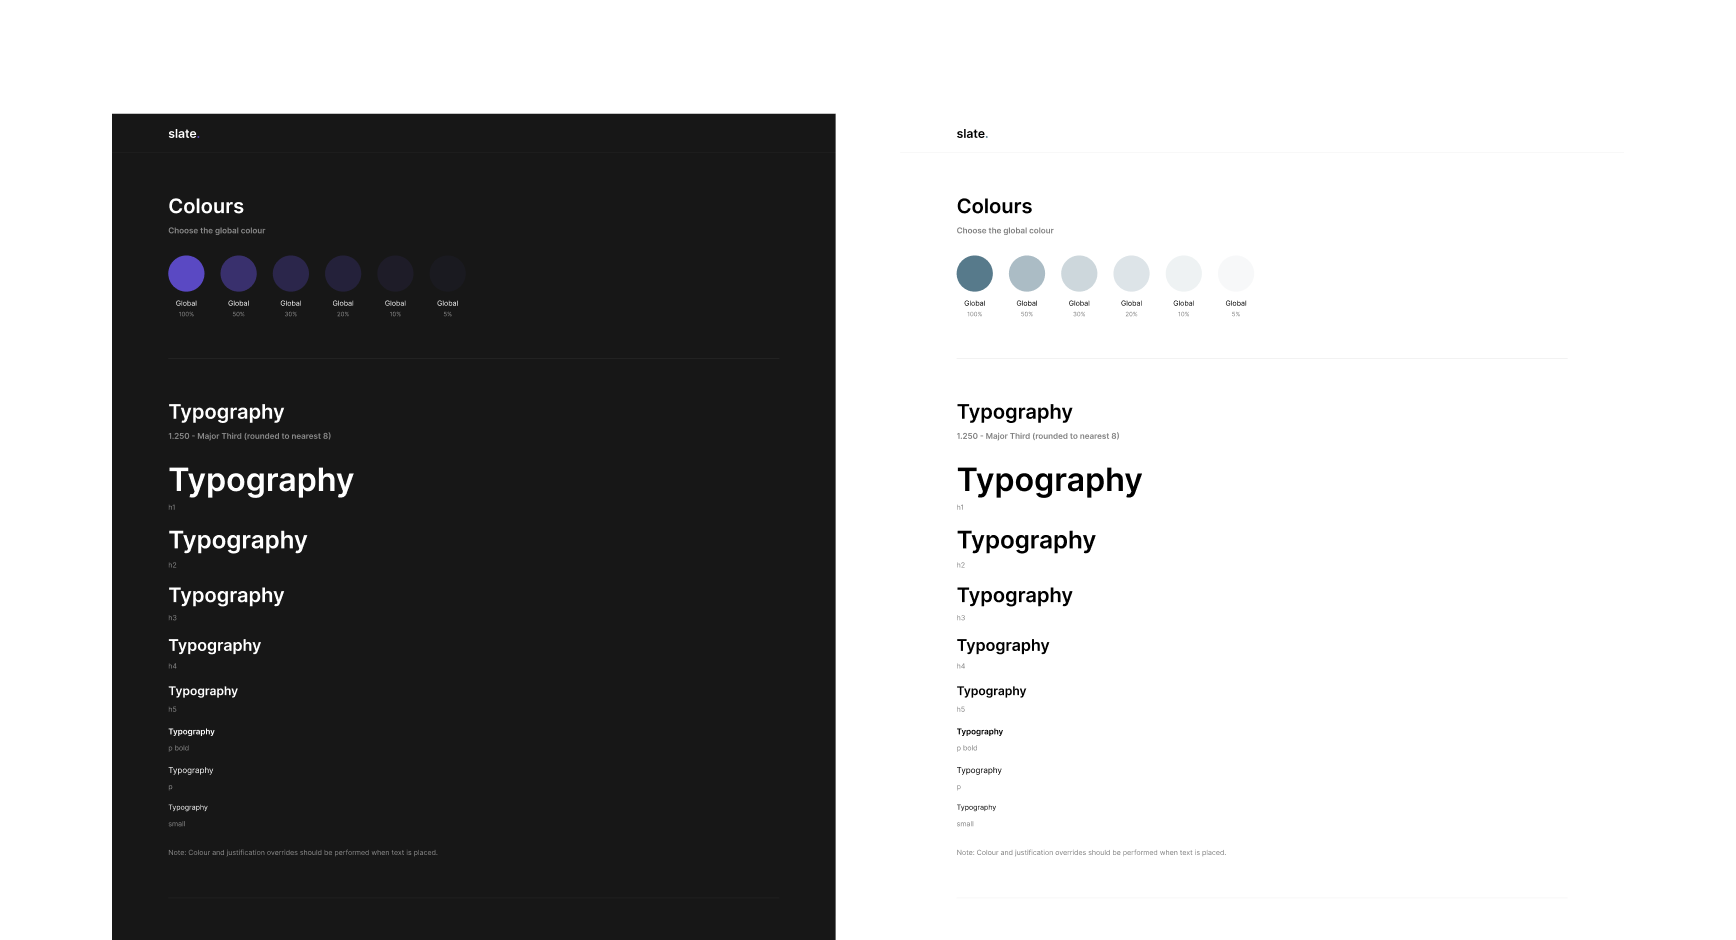 slate.
Colours
Choose the global colour
Global Global Global Global Global Global
100% 50% 30% 20% 10% 5%
Typography
1.250 - Major Third (rounded to nearest 8)
Typography
h1
Typography
h2
Typography
h3
Typography
h4
Typography
h5
Typography
p bold
Typography
p
Typography
small
Note: Colour and justification overrides should be performed when text is placed.
slate.
Colours
Choose the global colour
Global Global Global Global Global Global
100% 50% 30% 20% 10% 5%
Typography
1.250 - Major Third (rounded to nearest 8)
Typography
h1
Typography
h2
Typography
h3
Typography
h4
Typography
h5
Typography
p bold
Typography
p
Typography
small
Note: Colour and justification overrides should be performed when text is placed.